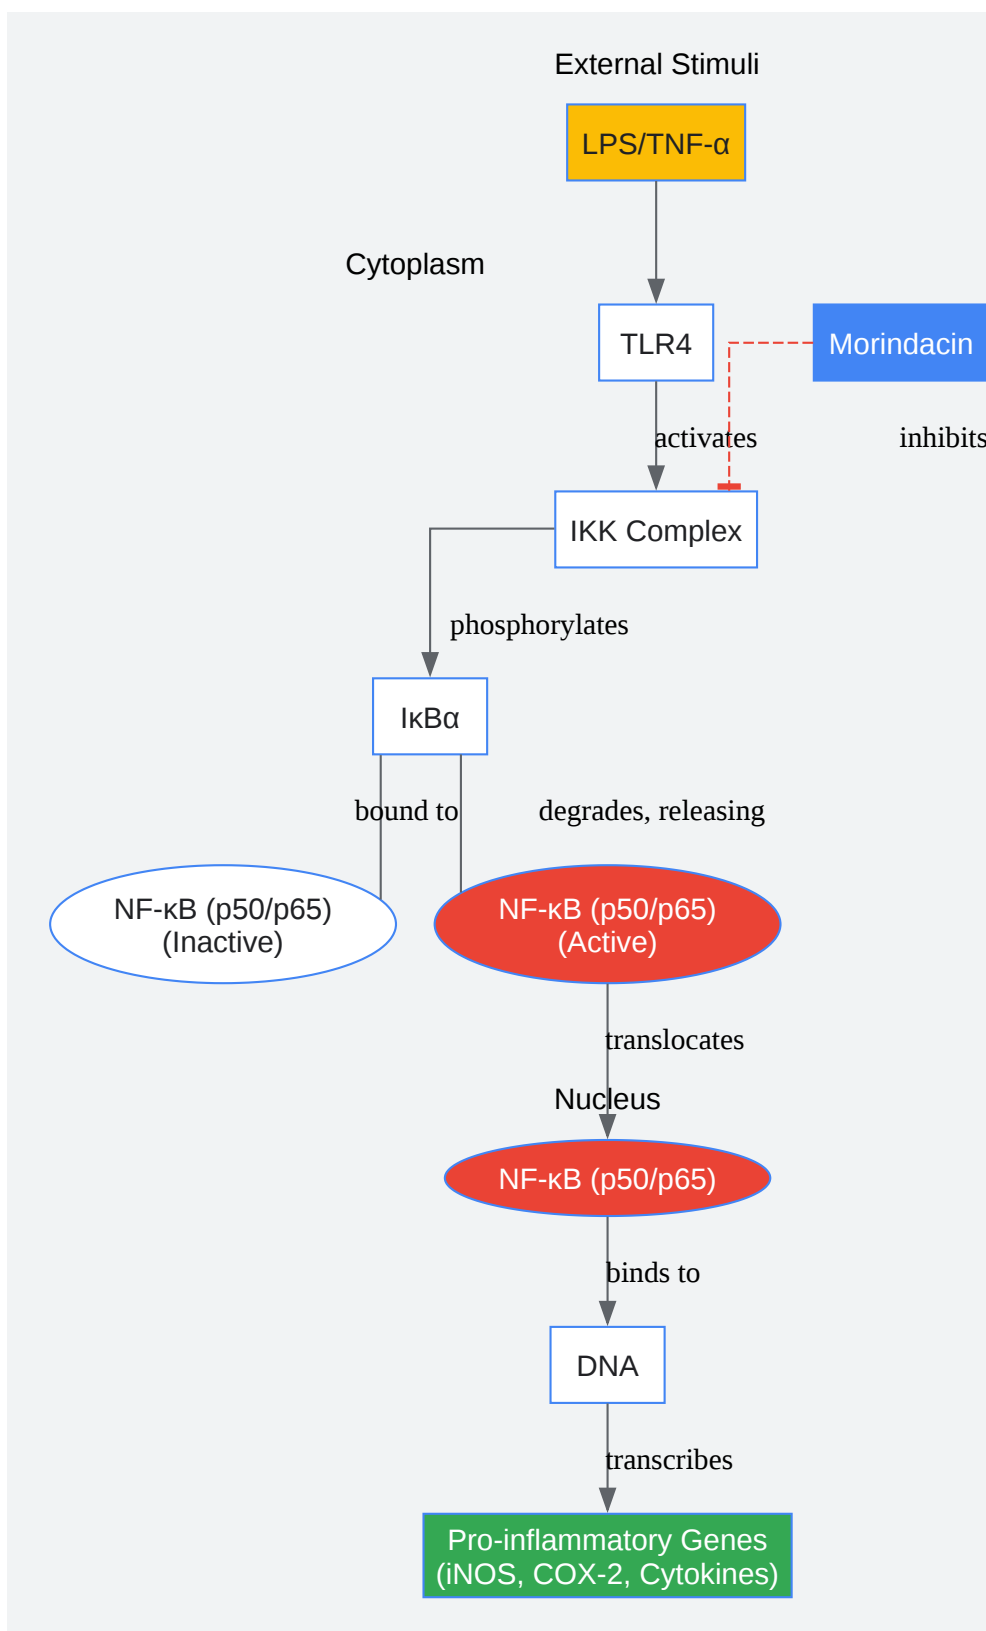 External Stimuli
LPS/TNF-α
Cytoplasm
TLR4
Morindacin
activates
inhibits
IKK Complex
phosphorylates
IκBα
bound to
degrades, releasing
NF-κB (p50/p65)
(Inactive)
NF-κB (p50/p65)
(Active)
translocates
Nucleus
NF-κB (p50/p65)
binds to
DNA
transcribes
Pro-inflammatory Genes
(iNOS, COX-2, Cytokines)